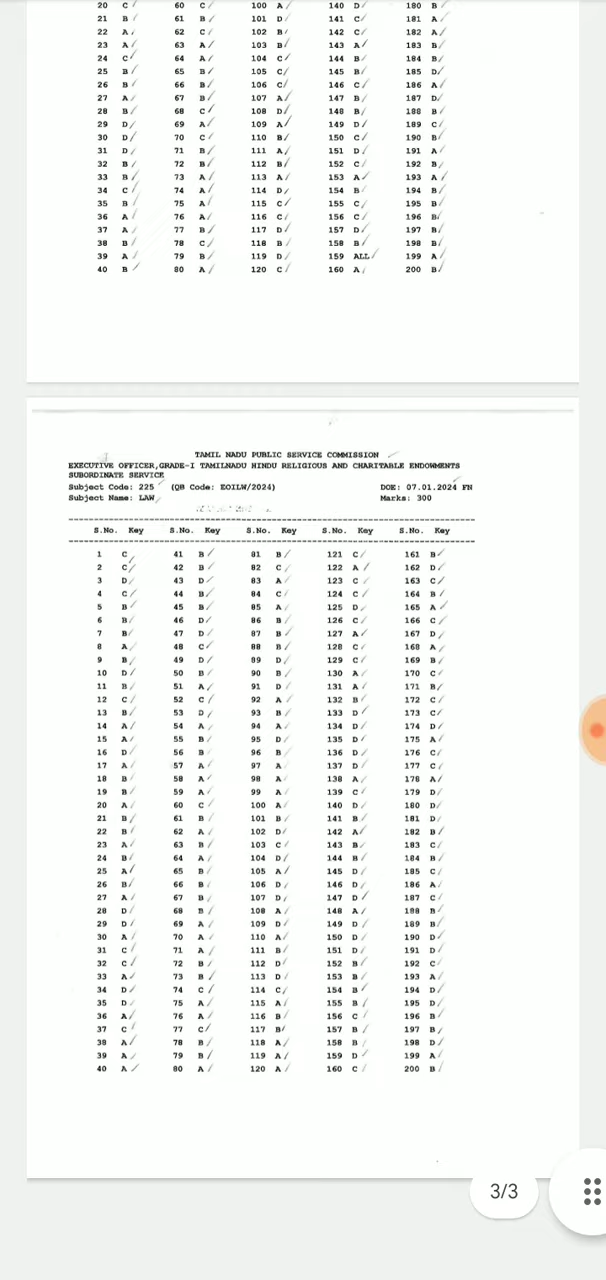 20 C 60 C 100 A 140 D 180 B
21 B 61 B 101 D 141 C 181 A
22 A 62 C 102 B 142 C 182 A
23 A 63 A 103 B 143 A 183 B
24 C 64 A 104 C 144 B 184 B
25 B 65 B 105 C 145 B 185 D
26 B 66 B 106 C 146 C 186 A
27 A 67 B 107 A 147 B 187 D
28 B 68 C 108 D 148 B 188 B
29 D 69 A 109 A 149 D 189 C
30 D 70 C 110 B 150 C 190 B
31 D 71 B 111 A 151 D 191 A
32 B 72 B 112 B 152 C 192 B
33 B 73 A 113 A 153 A 193 A
34 C 74 A 114 D 154 B 194 B
35 B 75 A 115 C 155 C 195 B
36 A 76 A 116 C 156 C 196 B
37 A 77 B 117 D 157 D 197 B
38 B 78 C 118 B 158 B 198 B
39 A 79 B 119 D 159 ALL 199 A
40 B 80 A 120 C 160 A 200 B
TAMIL NADU PUBLIC SERVICE COMMISSION
EXECUTIVE OFFICER,GRADE-I TAMILNADU HINDU RELIGIOUS AND CHARITABLE ENDOWMENTS
SUBORDINATE SERVICE
Subject Code: 225 (QB Code: EOILW/2024) DOE: 07.01.2024 FN
Subject Name: LAW Marks: 300
S.No. Key S.No. Key S.No. Key S.No. Key S.No. Key
1 C 41 B 81 B 121 C 161 B
2 C 42 B 82 C 122 A 162 D
3 D 43 D 83 A 123 C 163 C
4 C 44 B 84 C 124 C 164 B
5 B 45 B 85 A 125 D 165 A
6 B 46 D 86 B 126 C 166 C
7 B 47 D 87 B 127 A 167 D
8 A 48 C 88 B 128 C 168 A
9 B 49 D 89 D 129 C 169 B
10 D 50 B 90 B 130 A 170 C
11 B 51 A 91 D 131 A 171 B
12 C 52 C 92 A 132 B 172 C
13 B 53 D 93 B 133 D 173 C
14 A 54 A 94 A 134 D 174 D
15 A 55 B 95 D 135 D 175 A
16 D 56 B 96 B 136 D 176 C
17 A 57 A 97 A 137 D 177 C
18 B 58 A 98 A 138 A 178 A
19 B 59 A 99 A 139 C 179 D
20 A 60 C 100 A 140 D 180 D
21 B 61 B 101 B 141 B 181 D
22 B 62 A 102 D 142 A 182 B
23 A 63 B 103 C 143 B 183 C
24 B 64 A 104 D 144 B 184 B
25 A 65 B 105 A 145 D 185 C
26 B 66 B 106 D 146 D 186 A
27 A 67 B 107 D 147 D 187 C
28 D 68 B 108 A 148 A 188 B
29 D 69 A 109 D 149 D 189 B
30 A 70 A 110 A 150 D 190 D
31 C 71 A 111 B 151 D 191 D
32 C 72 B 112 D 152 B 192 C
33 A 73 B 113 D 153 B 193 A
34 D 74 C 114 C 154 B 194 D
35 D 75 A 115 A 155 B 195 D
36 A 76 A 116 B 156 C 196 B
37 C 77 C 117 B 157 B 197 B
38 A 78 B 118 A 158 B 198 D
39 A 79 B 119 A 159 D 199 A
40 A 80 A 120 A 160 C 200 B
3/3